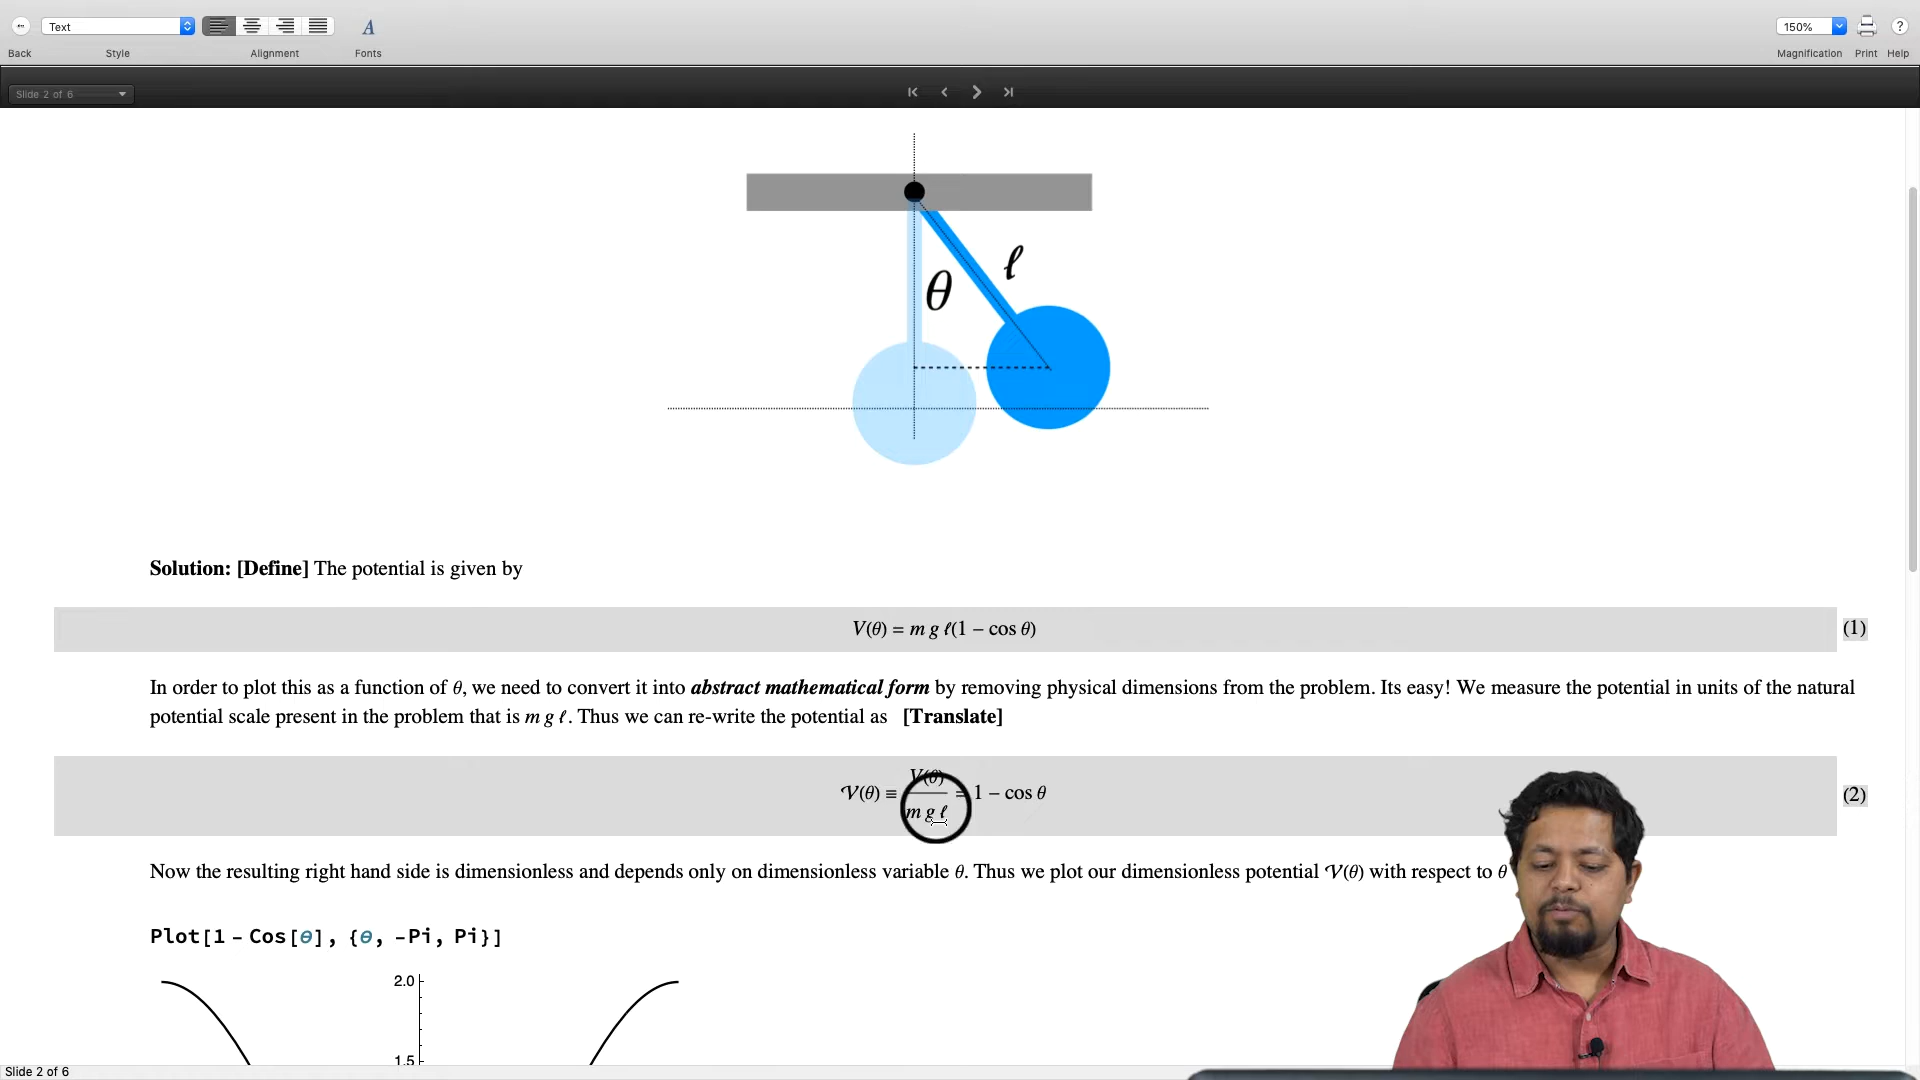 Text
150%
Back
Style
Alignment
Fonts
Magnification
Print
Help
Slide 2 of 6
θ
ℓ
Solution: [Define] The potential is given by
V(θ) = m g ℓ(1 – cos θ)
(1)
In order to plot this as a function of θ, we need to convert it into abstract mathematical form by removing physical dimensions from the problem. Its easy! We measure the potential in units of the natural
potential scale present in the problem that is m g ℓ. Thus we can re-write the potential as [Translate]
𝒱(θ) ≡ V(θ) / m g ℓ = 1 – cos θ
(2)
Now the resulting right hand side is dimensionless and depends only on dimensionless variable θ. Thus we plot our dimensionless potential 𝒱(θ) with respect to θ
Plot[1 – Cos[θ], {θ, –Pi, Pi}]
2.0
1.5
Slide 2 of 6